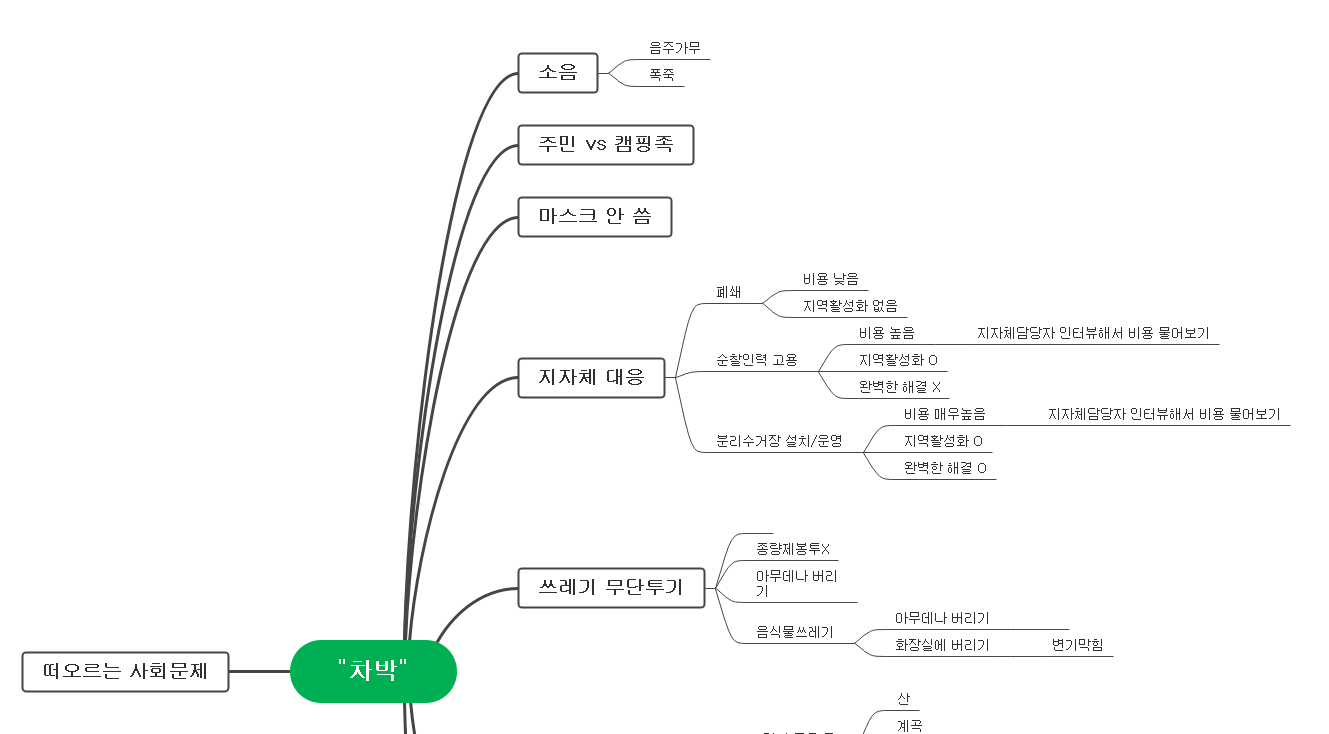 음주가무
소음
폭죽
주민 vs 캠핑족
마스크 안 씀
비용 낮음
폐쇄
지역활성화 없음
비용 높음
지자체담당자 인터뷰해서 비용 물어보기
순찰인력 고용
지역활성화 O
완벽한 해결 X
지자체 대응
비용 매우높음
지자체담당자 인터뷰해서 비용 물어보기
분리수거장 설치/운영
지역활성화 O
완벽한 해결 O
종량제봉투X
아무데나 버리
기
쓰레기 무단투기
음식물쓰레기
아무데나 버리기
화장실에 버리기
변기막힘
떠오르는 사회문제
"차박"
산
계곡